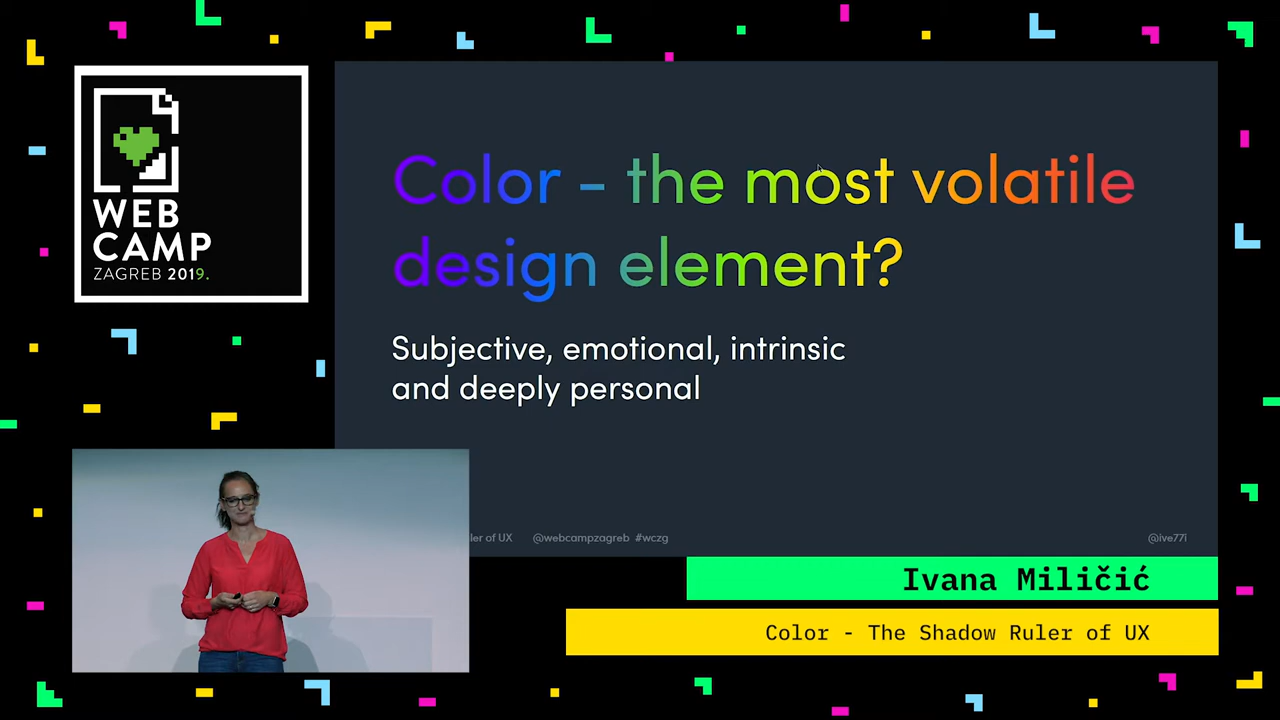 WEB
CAMP
ZAGREB 2019.
Color - the most volatile
design element?
Subjective, emotional, intrinsic
and deeply personal
ler of UX @webcampzagreb #wczg @ive77i
Ivana Miličić
Color - The Shadow Ruler of UX